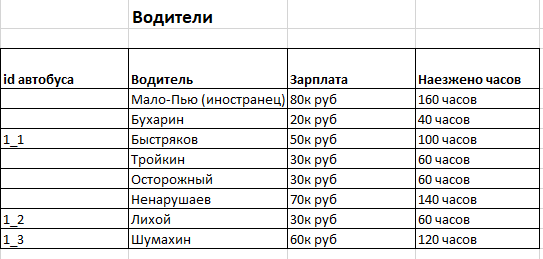 Водители
id автобуса Водитель Зарплата Наезжено часов
Мало-Пью (иностранец) 80к руб 160 часов
Бухарин 20к руб 40 часов
1_1 Быстряков 50к руб 100 часов
Тройкин 30к руб 60 часов
Осторожный 30к руб 60 часов
Ненарушаев 70к руб 140 часов
1_2 Лихой 30к руб 60 часов
1_3 Шумахин 60к руб 120 часов